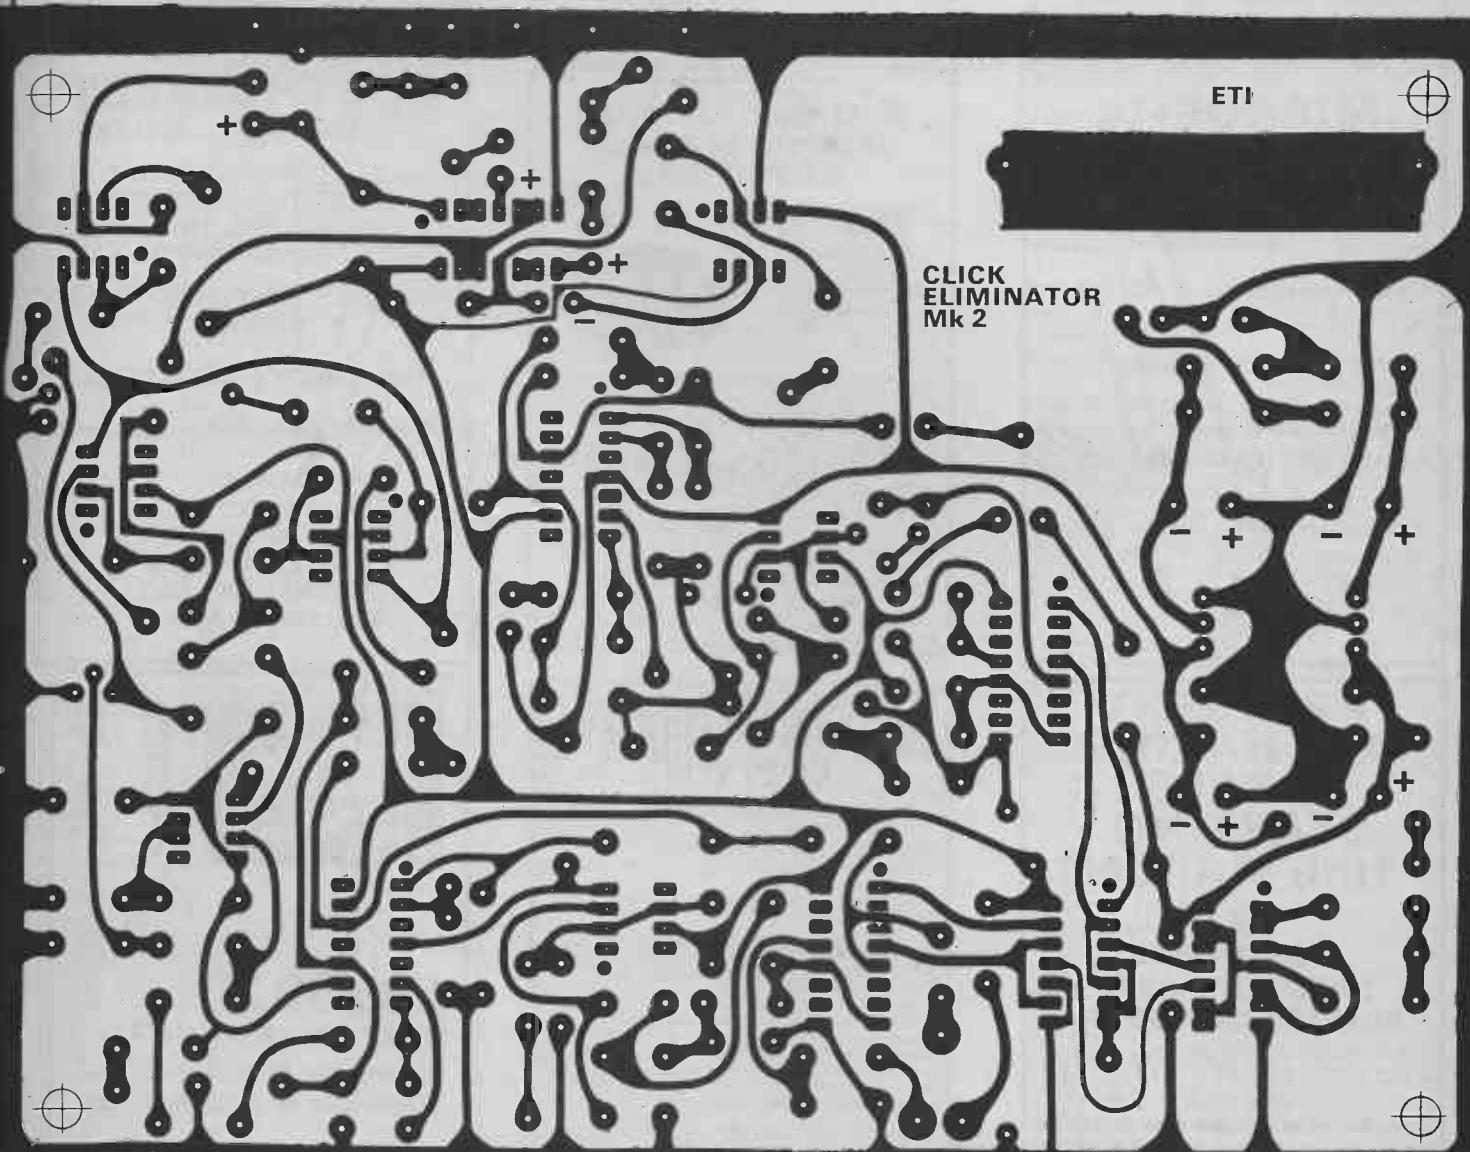 ETI
+
+
+
−
CLICK
ELIMINATOR
Mk 2
− + − +
+
− + −